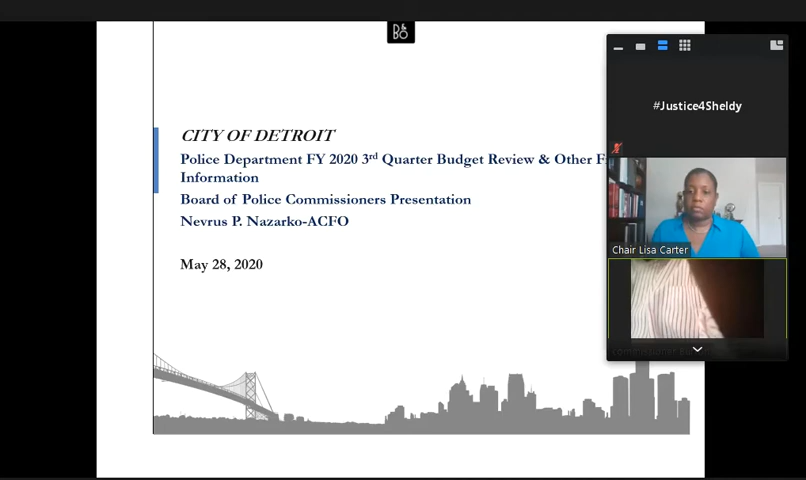 D&
BO
CITY OF DETROIT
Police Department FY 2020 3rd Quarter Budget Review & Other
Information
Board of Police Commissioners Presentation
Nevrus P. Nazarko-ACFO
May 28, 2020
#Justice4Sheldy
Chair Lisa Carter